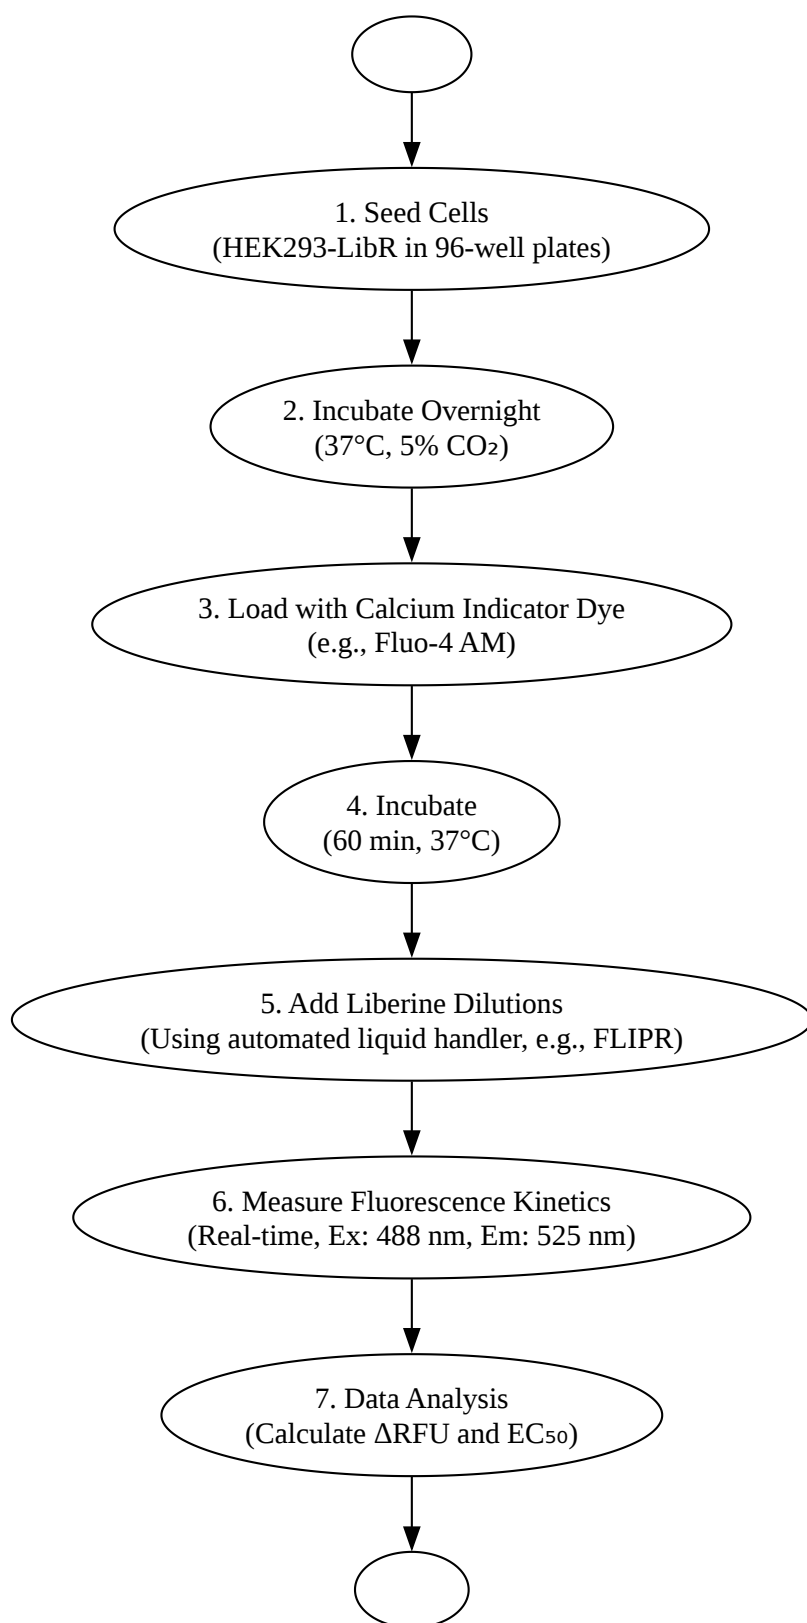 1. Seed Cells
(HEK293-LibR in 96-well plates)
2. Incubate Overnight
(37°C, 5% CO₂)
3. Load with Calcium Indicator Dye
(e.g., Fluo-4 AM)
4. Incubate
(60 min, 37°C)
5. Add Liberine Dilutions
(Using automated liquid handler, e.g., FLIPR)
6. Measure Fluorescence Kinetics
(Real-time, Ex: 488 nm, Em: 525 nm)
7. Data Analysis
(Calculate ΔRFU and EC₅₀)